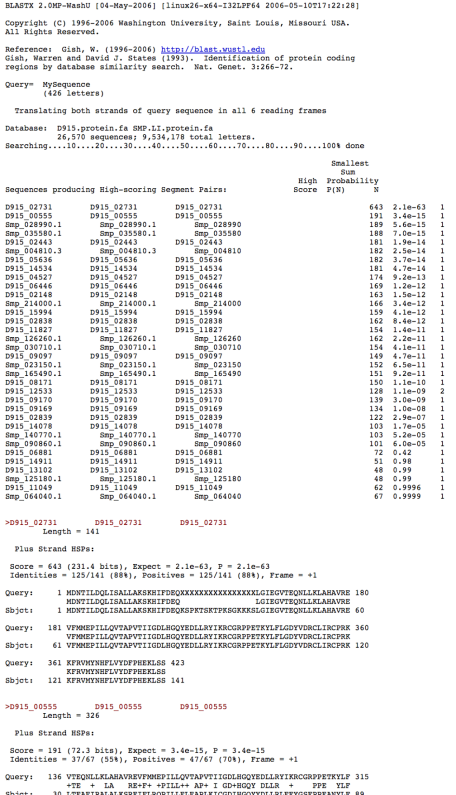 BLASTX 2.0MP-WashU [04-May-2006] [linux26-x64-I32LPF64 2006-05-10T17:22:28]
Copyright (C) 1996-2006 Washington University, Saint Louis, Missouri USA.
All Rights Reserved.
Reference:  Gish, W. (1996-2006) http://blast.wustl.edu
Gish, Warren and David J. States (1993).  Identification of protein coding
regions by database similarity search.  Nat. Genet. 3:266-72.
Query=  MySequence
(426 letters)
Translating both strands of query sequence in all 6 reading frames
Database:  D915.protein.fa SMP.LI.protein.fa
26,570 sequences; 9,534,178 total letters.
Searching....10....20....30....40....50....60....70....80....90....100% done
Smallest
Sum
High  Probability
Sequences producing High-scoring Segment Pairs:  Score  P(N)  N
D915_02731  D915_02731  D915_02731  643  2.1e-63  1
D915_00555  D915_00555  D915_00555  191  3.4e-15  1
Smp_028990.1  Smp_028990.1  Smp_028990  189  5.6e-15  1
Smp_035580.1  Smp_035580.1  Smp_035580  188  7.0e-15  1
D915_02443  D915_02443  D915_02443  181  1.9e-14  1
Smp_004810.3  Smp_004810.3  Smp_004810  182  2.5e-14  1
D915_05636  D915_05636  D915_05636  182  3.7e-14  1
D915_14534  D915_14534  D915_14534  181  4.7e-14  1
D915_04527  D915_04527  D915_04527  174  9.2e-13  1
D915_06446  D915_06446  D915_06446  169  1.2e-12  1
D915_02148  D915_02148  D915_02148  163  1.5e-12  1
Smp_214000.1  Smp_214000.1  Smp_214000  166  3.4e-12  1
D915_15994  D915_15994  D915_15994  159  4.1e-12  1
D915_02838  D915_02838  D915_02838  162  8.4e-12  1
D915_11827  D915_11827  D915_11827  154  1.4e-11  1
Smp_126260.1  Smp_126260.1  Smp_126260  162  2.2e-11  1
Smp_030710.1  Smp_030710.1  Smp_030710  154  4.1e-11  1
D915_09097  D915_09097  D915_09097  149  4.7e-11  1
Smp_023150.1  Smp_023150.1  Smp_023150  152  6.5e-11  1
Smp_165490.1  Smp_165490.1  Smp_165490  151  9.2e-11  1
D915_08171  D915_08171  D915_08171  150  1.1e-10  1
D915_12533  D915_12533  D915_12533  128  1.1e-09  2
D915_09170  D915_09170  D915_09170  139  3.0e-09  1
D915_09169  D915_09169  D915_09169  134  1.0e-08  1
D915_02839  D915_02839  D915_02839  122  2.9e-07  1
D915_14078  D915_14078  D915_14078  103  1.7e-05  1
Smp_140770.1  Smp_140770.1  Smp_140770  103  5.2e-05  1
Smp_090860.1  Smp_090860.1  Smp_090860  101  6.0e-05  1
D915_06881  D915_06881  D915_06881  72  0.42  1
D915_14911  D915_14911  D915_14911  51  0.98  1
D915_13102  D915_13102  D915_13102  48  0.99  1
Smp_125180.1  Smp_125180.1  Smp_125180  48  0.99  1
D915_11049  D915_11049  D915_11049  62  0.9996  1
Smp_064040.1  Smp_064040.1  Smp_064040  67  0.9999  1
>D915_02731  D915_02731  D915_02731
Length = 141
Plus Strand HSPs:
Score = 643 (231.4 bits), Expect = 2.1e-63, P = 2.1e-63
Identities = 125/141 (88%), Positives = 125/141 (88%), Frame = +1
Query:  1 MDNTILDQLISALLAKSKHIFDEQXXXXXXXXXXXXXXXXLGIEGVTEQNLLKLAHAVRE 180
MDNTILDQLISALLAKSKHIFDEQ                LGIEGVTEQNLLKLAHAVRE
Sbjct:  1 MDNTILDQLISALLAKSKHIFDEQKSPKTSKTPKSGKKKSLGIEGVTEQNLLKLAHAVRE 60
Query:  181 VFMMEPILLQVTAPVTIIGDLHGQYEDLLRYIKRCGRPPETKYLFLGDYVDRCLIRCPRK 360
VFMMEPILLQVTAPVTIIGDLHGQYEDLLRYIKRCGRPPETKYLFLGDYVDRCLIRCPRK
Sbjct:  61 VFMMEPILLQVTAPVTIIGDLHGQYEDLLRYIKRCGRPPETKYLFLGDYVDRCLIRCPRK 120
Query:  361 KFRVMYNHFLVYDFPHEKLSS 423
KFRVMYNHFLVYDFPHEKLSS
Sbjct:  121 KFRVMYNHFLVYDFPHEKLSS 141
>D915_00555  D915_00555  D915_00555
Length = 326
Plus Strand HSPs:
Score = 191 (72.3 bits), Expect = 3.4e-15, P = 3.4e-15
Identities = 37/67 (55%), Positives = 47/67 (70%), Frame = +1
Query:  136 VTEQNLLKLAHAVREVFMMEPILLQVTAPVTIIGDLHGQYEDLLRYIKRCGRPPETKYLF 315
+TE +  LA  RE+F+ +PILL++ AP+ I GD+HGQY DLLR +  G  PPE  YLF